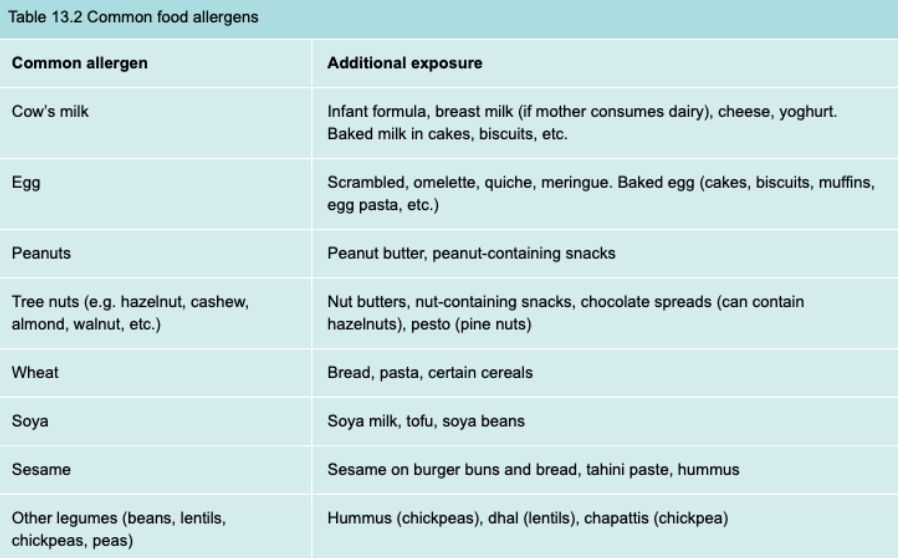 Table 13.2 Common food allergens
Common allergen
Additional exposure
Cow's milk
Infant formula, breast milk (if mother consumes dairy), cheese, yoghurt.
Baked milk in cakes, biscuits, etc.
Egg
Scrambled, omelette, quiche, meringue. Baked egg (cakes, biscuits, muffins,
egg pasta, etc.)
Peanuts
Peanut butter, peanut-containing snacks
Tree nuts (e.g. hazelnut, cashew,
almond, walnut, etc.)
Nut butters, nut-containing snacks, chocolate spreads (can contain
hazelnuts), pesto (pine nuts)
Wheat
Bread, pasta, certain cereals
Soya
Soya milk, tofu, soya beans
Sesame
Sesame on burger buns and bread, tahini paste, hummus
Other legumes (beans, lentils,
chickpeas, peas)
Hummus (chickpeas), dhal (lentils), chapattis (chickpea)